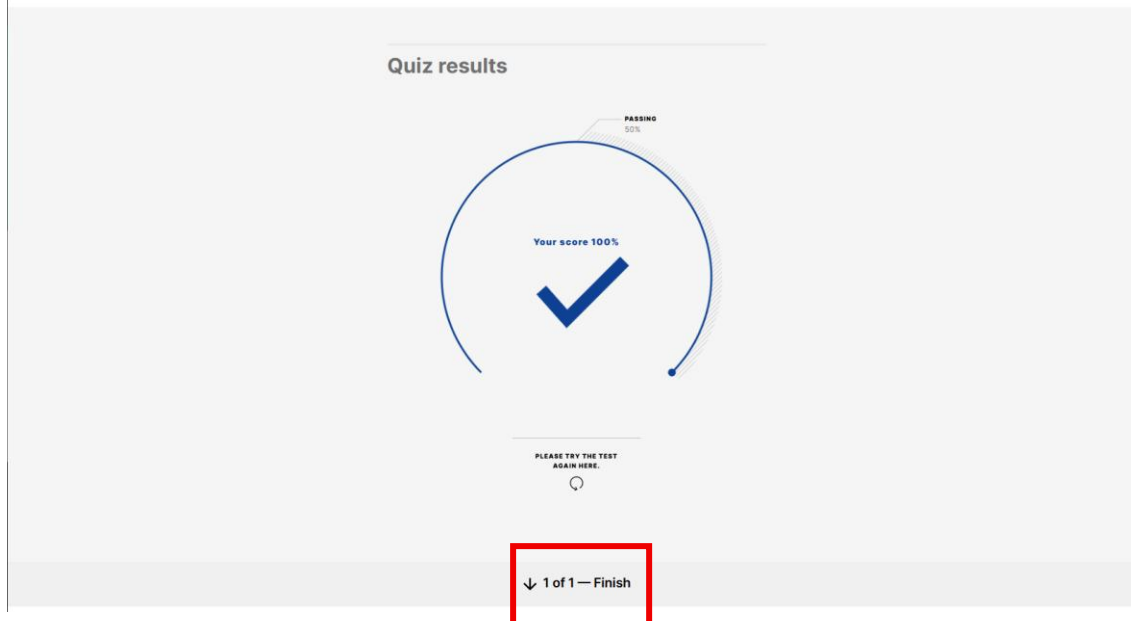 Quiz results
PASSING
50%
Your score 100%
PLEASE TRY THE TEST
AGAIN HERE.
1 of 1 — Finish